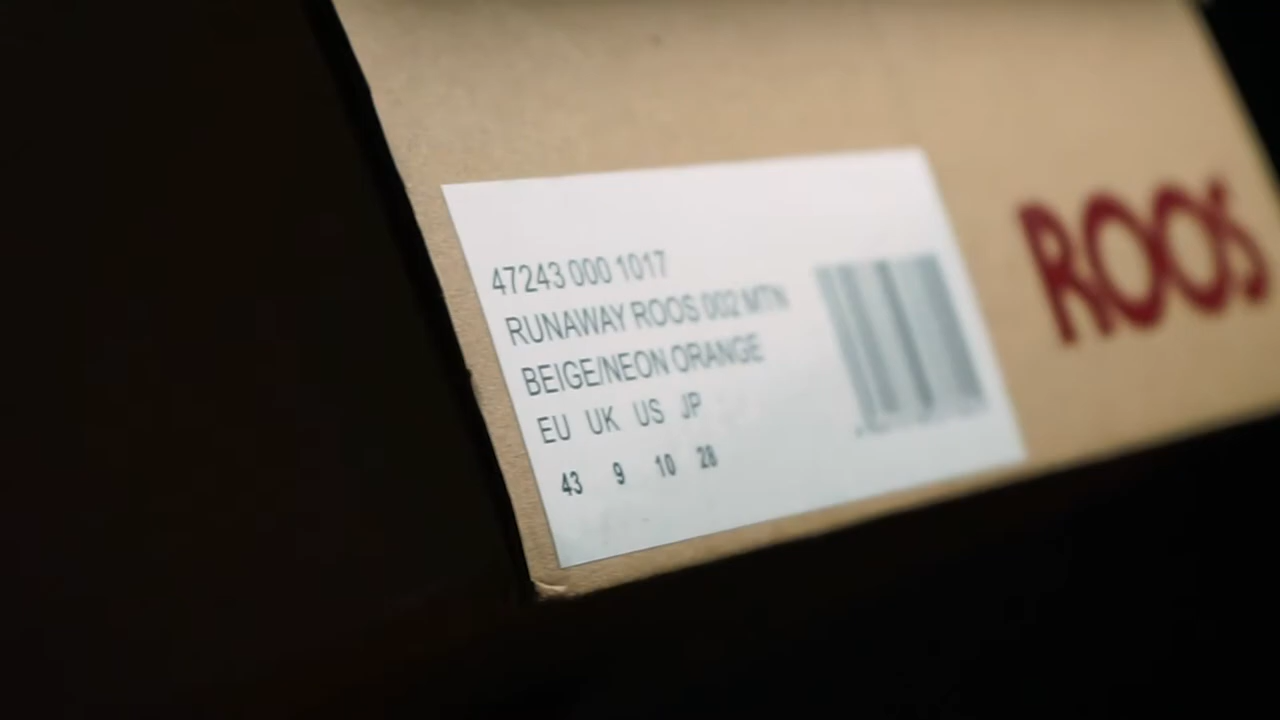 47243 000 1017
RUNAWAY ROOS 002 MTN
BEIGE/NEON ORANGE
EU UK US JP
43 9 10 28
ROOS